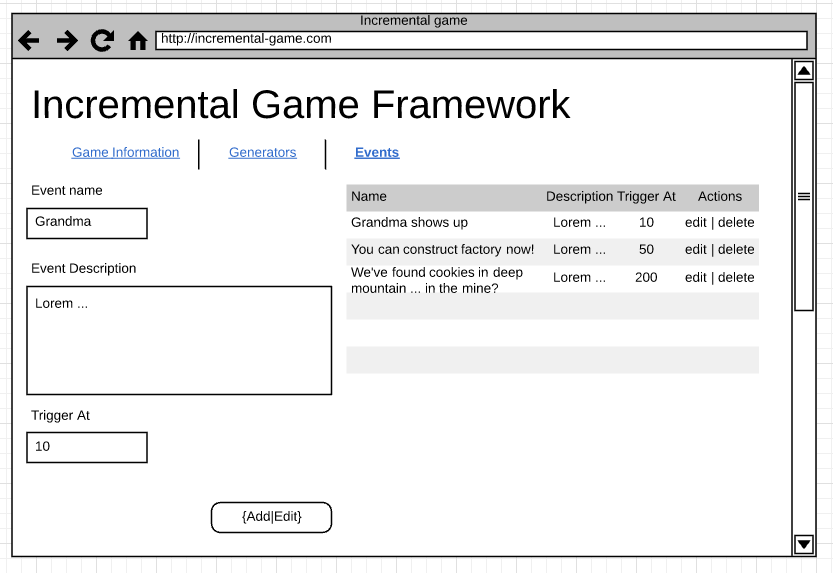 Incremental game
http://incremental-game.com
Incremental Game Framework
Game Information
Generators
Events
Event name
Grandma
Event Description
Lorem ...
Trigger At
10
{Add|Edit}
Name Description Trigger At Actions
Grandma shows up Lorem ... 10 edit | delete
You can construct factory now! Lorem ... 50 edit | delete
We've found cookies in deep
mountain ... in the mine? Lorem ... 200 edit | delete